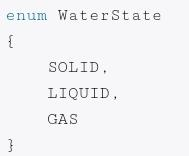 enum WaterState
{
    SOLID,
    LIQUID,
    GAS
}